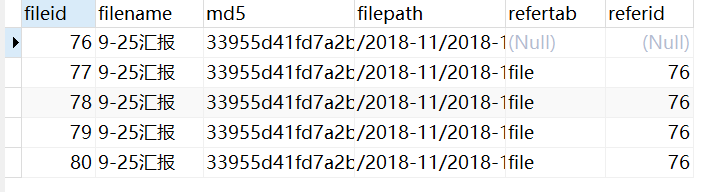 fileid filename md5 filepath refertab referid
76 9-25汇报 33955d41fd7a2b /2018-11/2018-1 (Null) (Null)
77 9-25汇报 33955d41fd7a2b /2018-11/2018-1 file 76
78 9-25汇报 33955d41fd7a2b /2018-11/2018-1 file 76
79 9-25汇报 33955d41fd7a2b /2018-11/2018-1 file 76
80 9-25汇报 33955d41fd7a2b /2018-11/2018-1 file 76